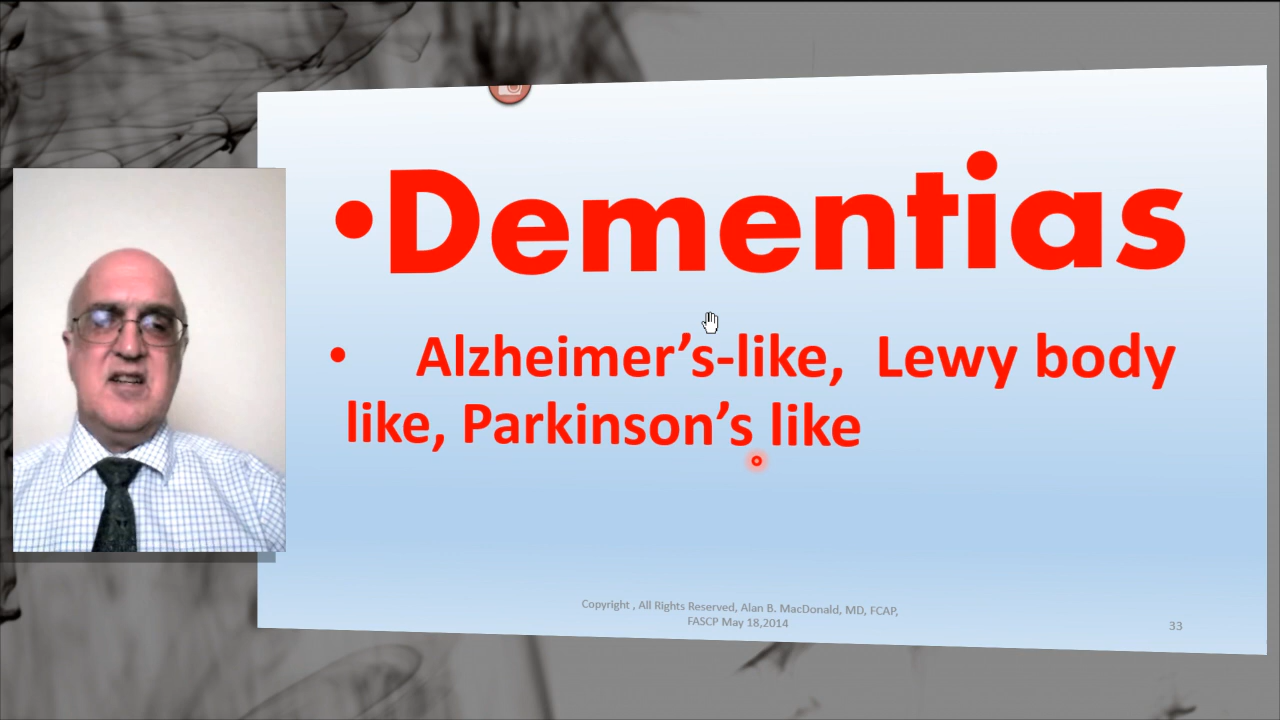 •Dementias
• Alzheimer's-like, Lewy body
like, Parkinson's like
Copyright , All Rights Reserved, Alan B. MacDonald, MD, FCAP,
FASCP May 18,2014
33